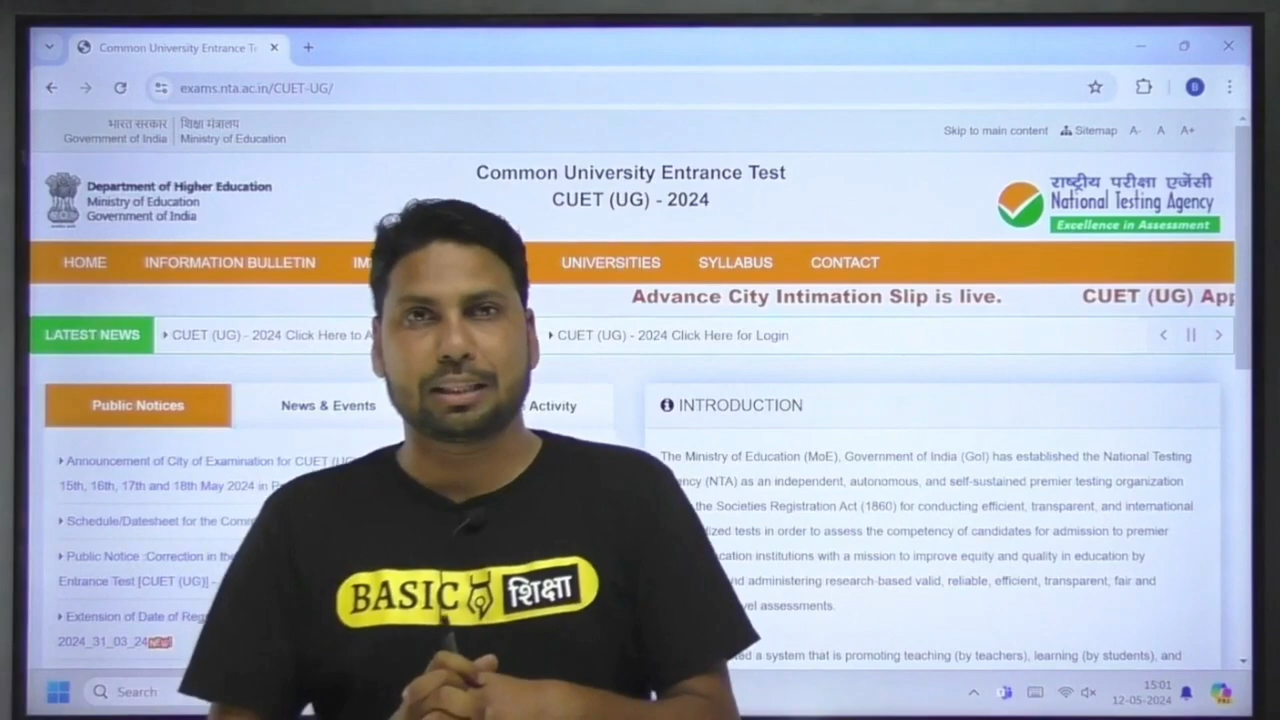 Common University Entrance Te
exams.nta.ac.in/CUET-UG/
B
भारत सरकार
Government of India
शिक्षा मंत्रालय
Ministry of Education
Skip to main content
Sitemap
A-
A
A+
Department of Higher Education
Ministry of Education
Government of India
Common University Entrance Test
CUET (UG) - 2024
राष्ट्रीय परीक्षा एजेंसी
National Testing Agency
Excellence in Assessment
HOME
INFORMATION BULLETIN
IM
UNIVERSITIES
SYLLABUS
CONTACT
Advance City Intimation Slip is live.
CUET (UG) App
LATEST NEWS
CUET (UG) - 2024 Click Here to A
CUET (UG) - 2024 Click Here for Login
Public Notices
News & Events
Activity
Announcement of City of Examination for CUET (UG
15th, 16th, 17th and 18th May 2024 in P
Schedule/Datesheet for the Comm
Public Notice :Correction in the
Entrance Test [CUET (UG)] -
Extension of Date of Reg
2024_31_03_24 NEW
INTRODUCTION
The Ministry of Education (MoE), Government of India (GoI) has established the National Testing
ency (NTA) as an independent, autonomous, and self-sustained premier testing organization
the Societies Registration Act (1860) for conducting efficient, transparent, and international
ized tests in order to assess the competency of candidates for admission to premier
cation institutions with a mission to improve equity and quality in education by
nd administering research-based valid, reliable, efficient, transparent, fair and
vel assessments.
ed a system that is promoting teaching (by teachers), learning (by students), and
BASIC शिक्षा
Search
15:01
12-05-2024